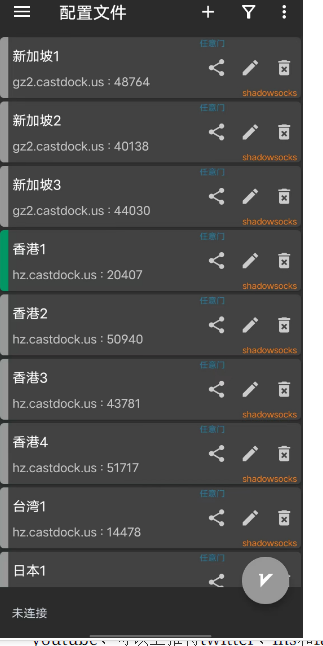 配置文件
任意门
新加坡1
gz2.castdock.us : 48764
shadowsocks
任意门
新加坡2
gz2.castdock.us : 40138
shadowsocks
任意门
新加坡3
gz2.castdock.us : 44030
shadowsocks
任意门
香港1
hz.castdock.us : 20407
shadowsocks
任意门
香港2
hz.castdock.us : 50940
shadowsocks
任意门
香港3
hz.castdock.us : 43781
shadowsocks
任意门
香港4
hz.castdock.us : 51717
shadowsocks
任意门
台湾1
hz.castdock.us : 14478
shadowsocks
任意门
日本1
未连接